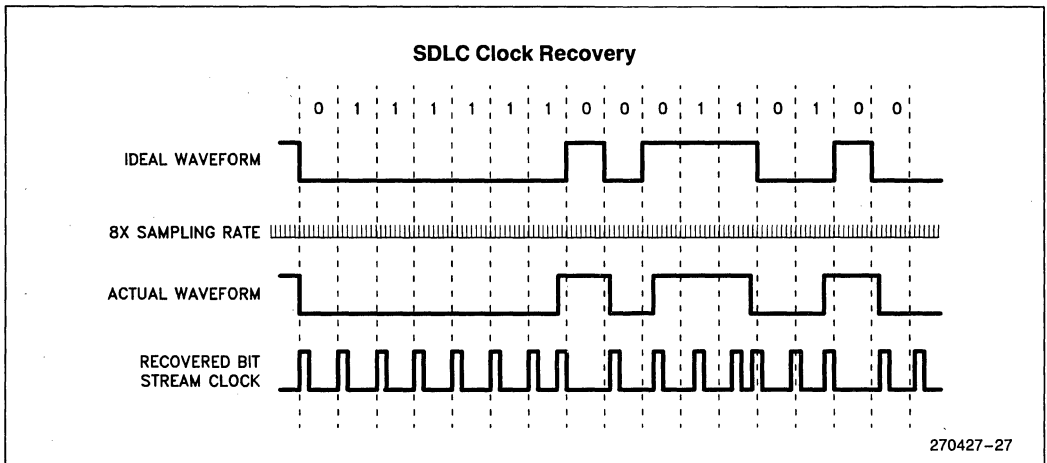 SDLC Clock Recovery
0 1 1 1 1 1 1 0 0 0 1 1 0 1 0 0
IDEAL WAVEFORM
8X SAMPLING RATE
ACTUAL WAVEFORM
RECOVERED BIT
STREAM CLOCK
270427–27